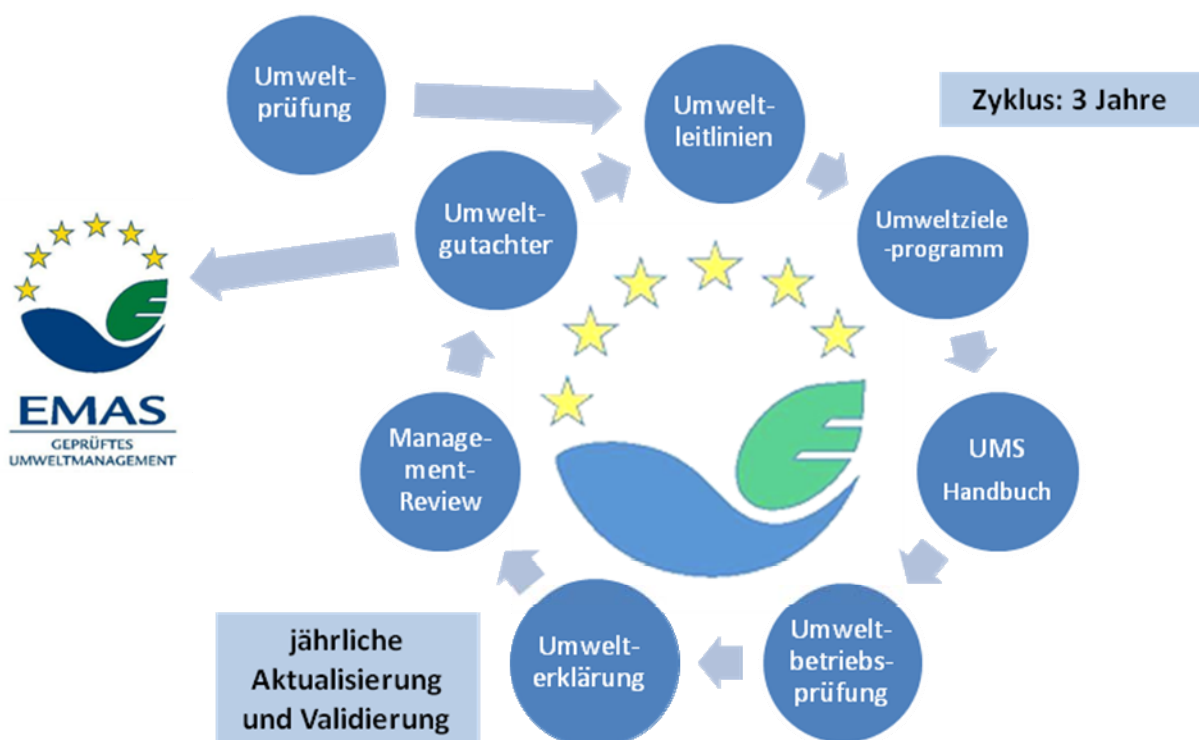 Umwelt-
prüfung
Umwelt-
leitlinien
Zyklus: 3 Jahre
Umweltziele
-programm
UMS
Handbuch
Umwelt-
betriebs-
prüfung
Umwelt-
erklärung
jährliche
Aktualisierung
und Validierung
Manage-
ment-
Review
Umwelt-
gutachter
EMAS
GEPRÜFTES
UMWELTMANAGEMENT